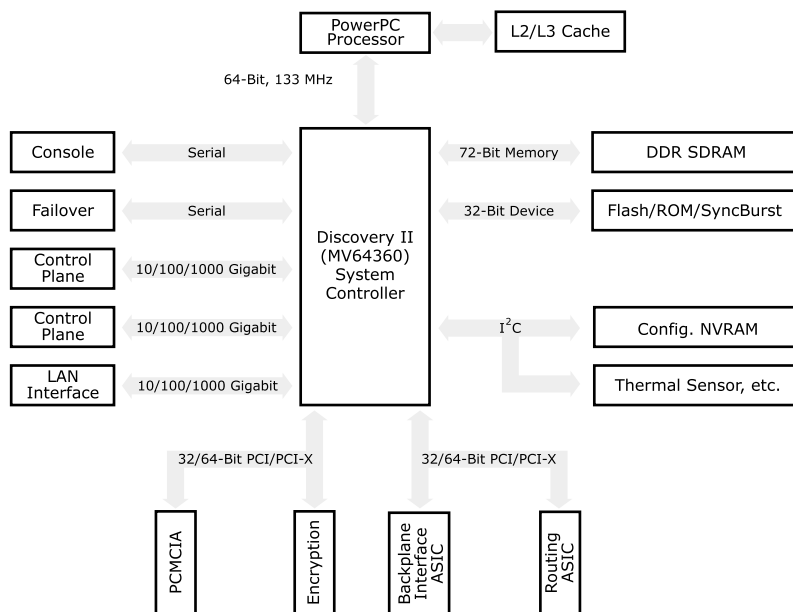 PowerPC
Processor
L2/L3 Cache
64-Bit, 133 MHz
Console
Serial
72-Bit Memory
DDR SDRAM
Failover
Serial
32-Bit Device
Flash/ROM/SyncBurst
Discovery II
(MV64360)
System
Controller
Control
Plane
10/100/1000 Gigabit
Control
Plane
10/100/1000 Gigabit
I²C
Config. NVRAM
LAN
Interface
10/100/1000 Gigabit
Thermal Sensor, etc.
32/64-Bit PCI/PCI-X
32/64-Bit PCI/PCI-X
PCMCIA
Encryption
Backplane
Interface
ASIC
Routing
ASIC